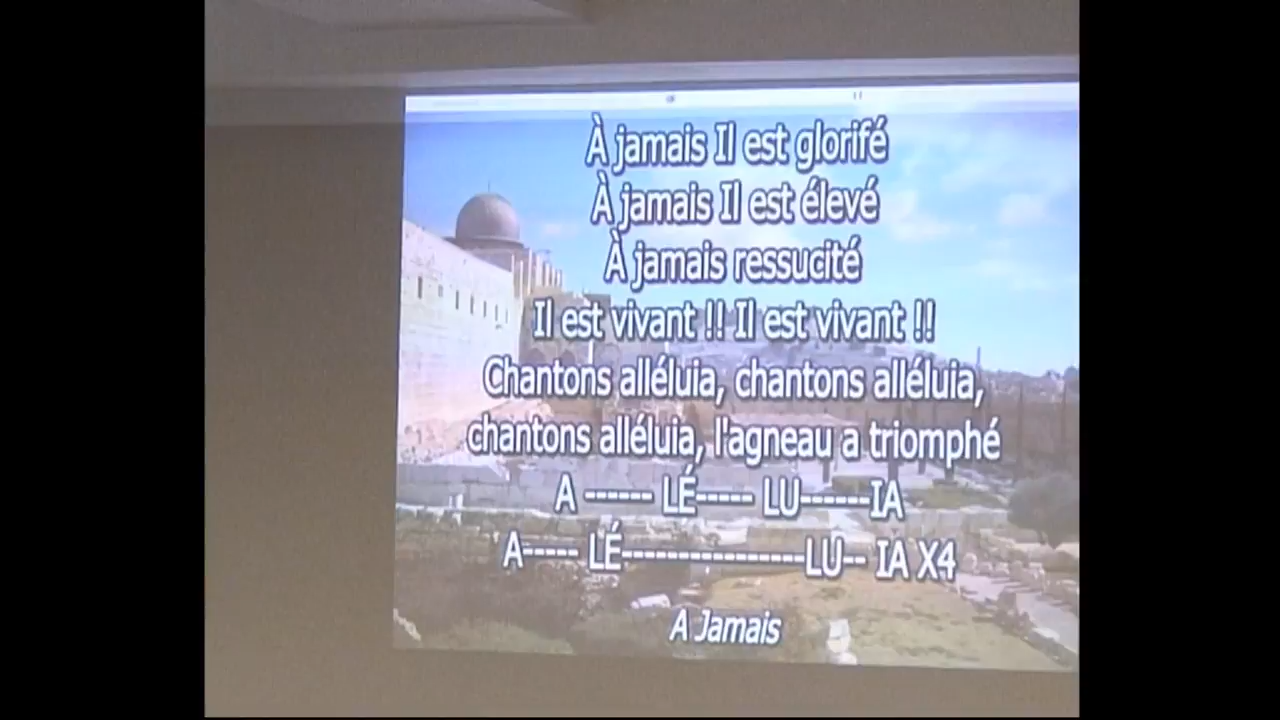 À jamais Il est glorifé
À jamais Il est élevé
À jamais ressucité
Il est vivant !! Il est vivant !!
Chantons alléluia, chantons alléluia,
chantons alléluia, l'agneau a triomphé
A ------ LÉ----- LU------IA
A----- LÉ----------------LU-- IA X4
A Jamais